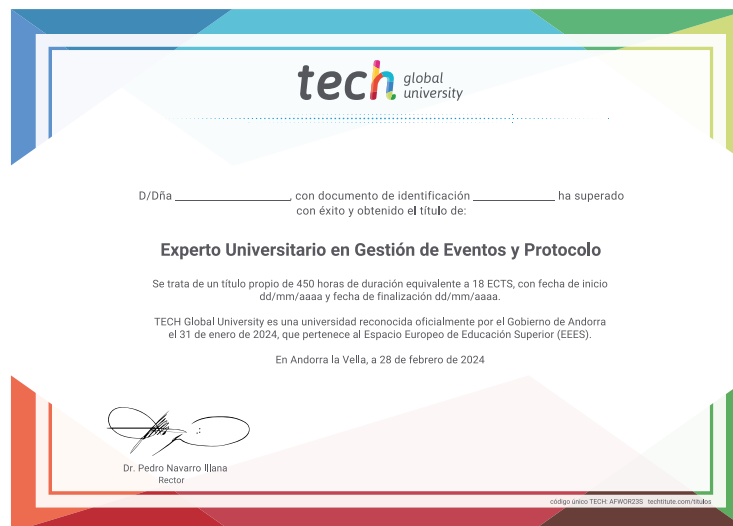 tech global university
D/Dña ____________, con documento de identificación ____________ ha superado
con éxito y obtenido el título de:
Experto Universitario en Gestión de Eventos y Protocolo
Se trata de un título propio de 450 horas de duración equivalente a 18 ECTS, con fecha de inicio
dd/mm/aaaa y fecha de finalización dd/mm/aaaa.
TECH Global University es una universidad reconocida oficialmente por el Gobierno de Andorra
el 31 de enero de 2024, que pertenece al Espacio Europeo de Educación Superior (EEES).
En Andorra la Vella, a 28 de febrero de 2024
Dr. Pedro Navarro Illana
Rector
código único TECH: AFWOR23S techtitute.com/titulos